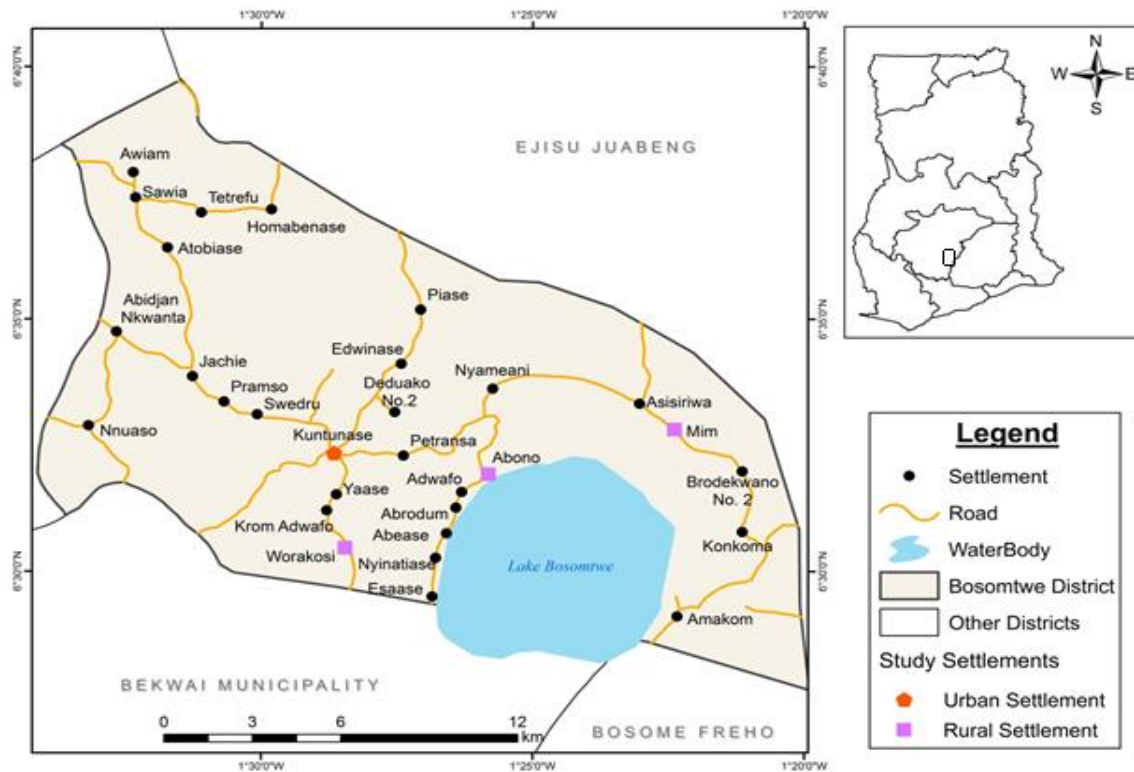 1°30'0"W
1°25'0"W
1°20'0"W
6°40'0"N
6°40'0"N
N
W
E
S
EJISU JUABENG
Awiam
Sawia
Tetrefu
Homabenase
Atobiase
Abidjan
Nkwanta
Piase
6°35'0"N
6°35'0"N
Edwinase
Jachie
Deduako
No.2
Nyameani
Pramso
Swedru
Asisiriwa
Nnuaso
Kuntunase
Petransa
Mim
Abono
Adwafo
Brodekwano
No. 2
Yaase
Abrodum
Krom Adwafo
Abease
Konkoma
Worakosi
Nyinatiase
Lake Bosomtwe
6°30'0"N
6°30'0"N
Esaase
Amakom
BEKWAI MUNICIPALITY
BOSOME FREHO
0
3
6
12
km
1°30'0"W
1°25'0"W
1°20'0"W
Legend
Settlement
Road
WaterBody
Bosomtwe District
Other Districts
Study Settlements
Urban Settlement
Rural Settlement